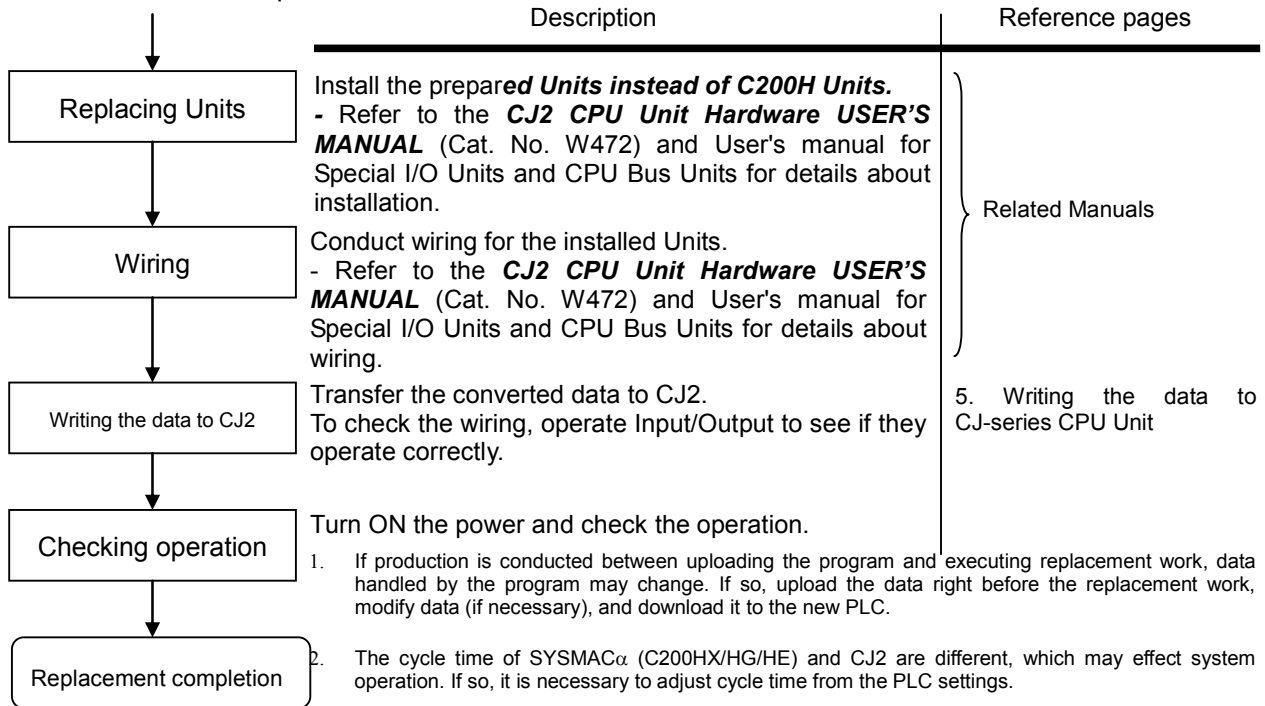 Description
Reference pages
Replacing Units
Install the prepared Units instead of C200H Units.
- Refer to the CJ2 CPU Unit Hardware USER'S
MANUAL (Cat. No. W472) and User's manual for
Special I/O Units and CPU Bus Units for details about
installation.
Related Manuals
Wiring
Conduct wiring for the installed Units.
- Refer to the CJ2 CPU Unit Hardware USER'S
MANUAL (Cat. No. W472) and User's manual for
Special I/O Units and CPU Bus Units for details about
wiring.
Writing the data to CJ2
Transfer the converted data to CJ2.
To check the wiring, operate Input/Output to see if they
operate correctly.
5. Writing the data to
CJ-series CPU Unit
Checking operation
Turn ON the power and check the operation.
1. If production is conducted between uploading the program and executing replacement work, data
handled by the program may change. If so, upload the data right before the replacement work,
modify data (if necessary), and download it to the new PLC.
Replacement completion
2. The cycle time of SYSMACα (C200HX/HG/HE) and CJ2 are different, which may effect system
operation. If so, it is necessary to adjust cycle time from the PLC settings.